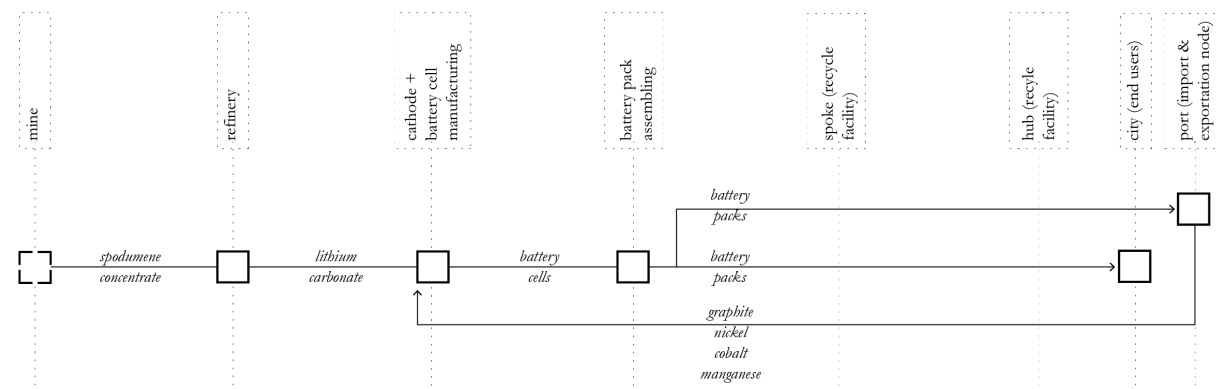 mine
refinery
cathode +
battery cell
manufacturing
battery pack
assembling
spoke (recycle
facility)
hub (recyle
facility)
city (end users)
port (import &
exportation node)
battery
packs
spodumene
concentrate
lithium
carbonate
battery
cells
battery
packs
graphite
nickel
cobalt
manganese